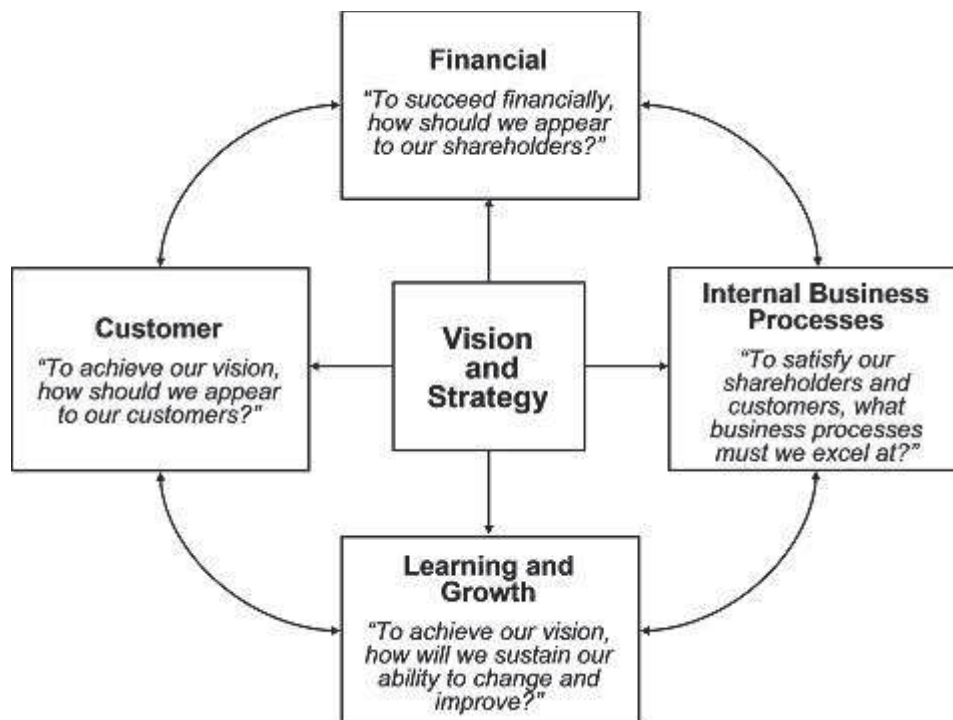 Financial
“To succeed financially,
how should we appear
to our shareholders?”
Customer
“To achieve our vision,
how should we appear
to our customers?”
Vision
and
Strategy
Internal Business
Processes
“To satisfy our
shareholders and
customers, what
business processes
must we excel at?”
Learning and
Growth
“To achieve our vision,
how will we sustain our
ability to change and
improve?”